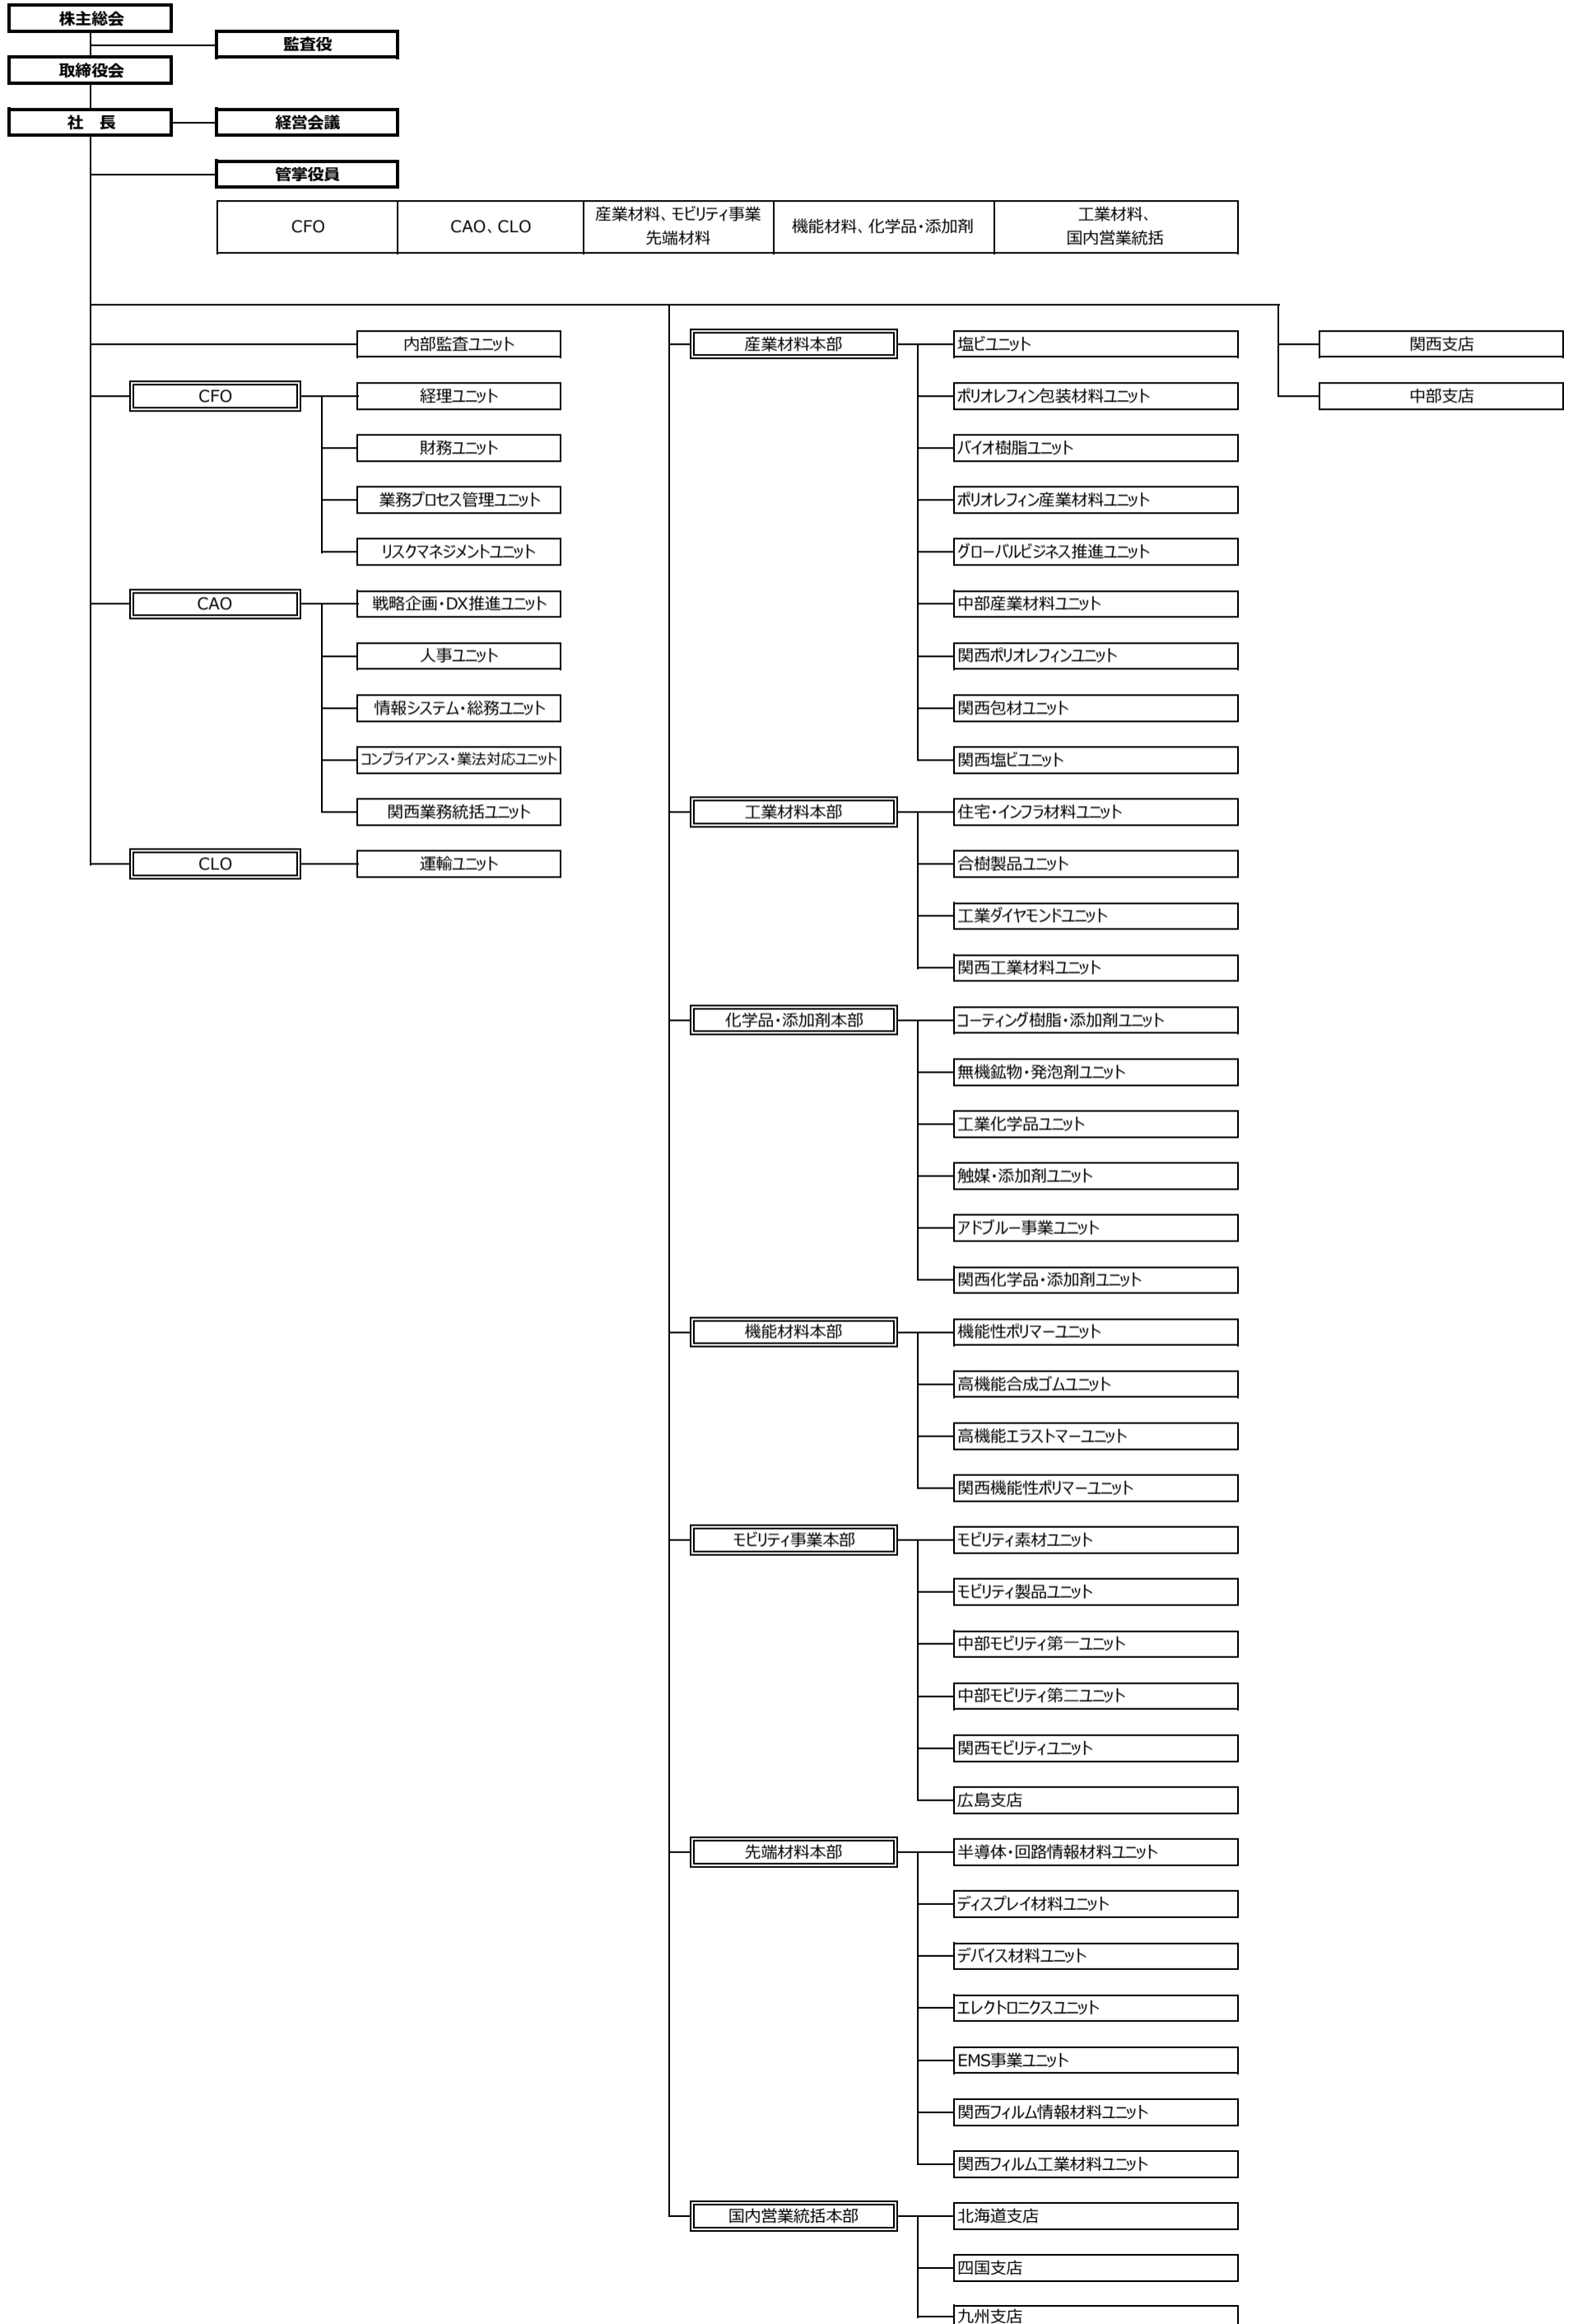 株主総会
監査役
取締役会
社　長
経営会議
管掌役員
CFO
CAO、CLO
産業材料、モビリティ事業
先端材料
機能材料、化学品・添加剤
工業材料、
国内営業統括
内部監査ユニット
CFO
経理ユニット
財務ユニット
業務プロセス管理ユニット
リスクマネジメントユニット
CAO
戦略企画・DX推進ユニット
人事ユニット
情報システム・総務ユニット
コンプライアンス・業法対応ユニット
関西業務統括ユニット
CLO
運輸ユニット
産業材料本部
塩ビユニット
ポリオレフィン包装材料ユニット
バイオ樹脂ユニット
ポリオレフィン産業材料ユニット
グローバルビジネス推進ユニット
中部産業材料ユニット
関西ポリオレフィンユニット
関西包材ユニット
関西塩ビユニット
工業材料本部
住宅・インフラ材料ユニット
合樹製品ユニット
工業ダイヤモンドユニット
関西工業材料ユニット
化学品・添加剤本部
コーティング樹脂・添加剤ユニット
無機鉱物・発泡剤ユニット
工業化学品ユニット
触媒・添加剤ユニット
アドブルー事業ユニット
関西化学品・添加剤ユニット
機能材料本部
機能性ポリマーユニット
高機能合成ゴムユニット
高機能エラストマーユニット
関西機能性ポリマーユニット
モビリティ事業本部
モビリティ素材ユニット
モビリティ製品ユニット
中部モビリティ第一ユニット
中部モビリティ第二ユニット
関西モビリティユニット
広島支店
先端材料本部
半導体・回路情報材料ユニット
ディスプレイ材料ユニット
デバイス材料ユニット
エレクトロニクスユニット
EMS事業ユニット
関西フィルム情報材料ユニット
関西フィルム工業材料ユニット
国内営業統括本部
北海道支店
四国支店
九州支店
関西支店
中部支店